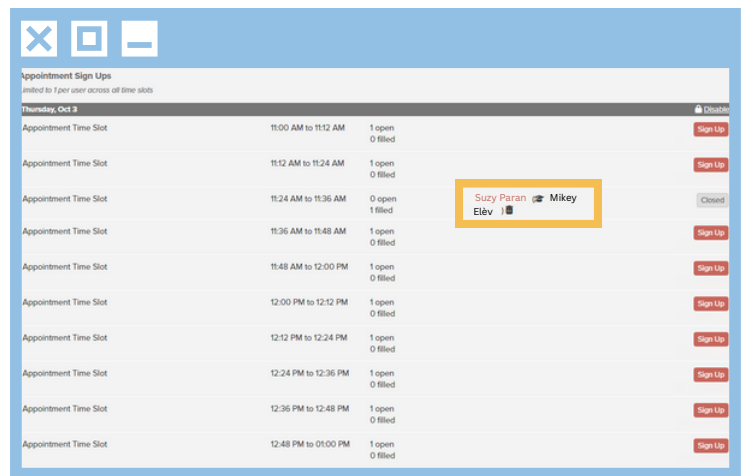 Appointment Sign Ups
Limited to 1 per user across all time slots
Thursday, Oct 3 Disable
Appointment Time Slot 11:00 AM to 11:12 AM 1 open Sign Up
0 filled
Appointment Time Slot 11:12 AM to 11:24 AM 1 open Sign Up
0 filled
Appointment Time Slot 11:24 AM to 11:36 AM 0 open Suzy Paran ( Mikey Closed
1 filled Elèv )
Appointment Time Slot 11:36 AM to 11:48 AM 1 open Sign Up
0 filled
Appointment Time Slot 11:48 AM to 12:00 PM 1 open Sign Up
0 filled
Appointment Time Slot 12:00 PM to 12:12 PM 1 open Sign Up
0 filled
Appointment Time Slot 12:12 PM to 12:24 PM 1 open Sign Up
0 filled
Appointment Time Slot 12:24 PM to 12:36 PM 1 open Sign Up
0 filled
Appointment Time Slot 12:36 PM to 12:48 PM 1 open Sign Up
0 filled
Appointment Time Slot 12:48 PM to 01:00 PM 1 open Sign Up
0 filled